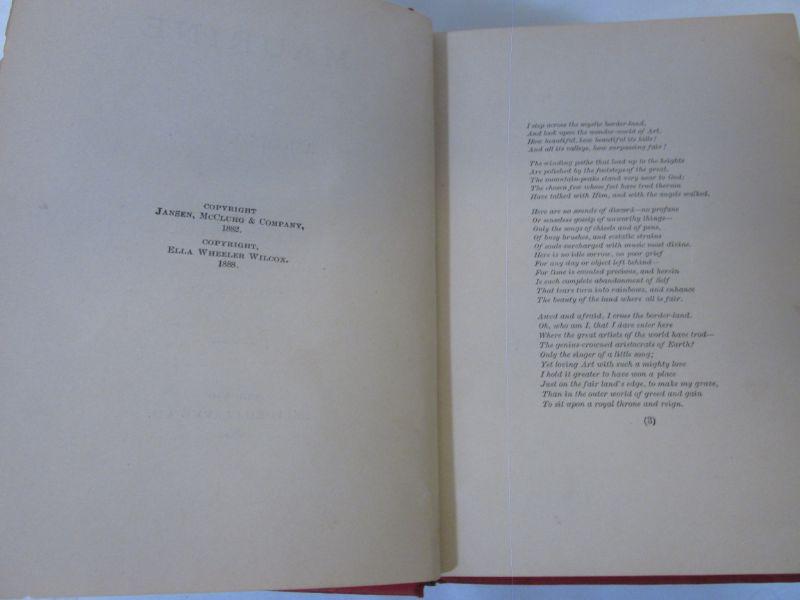 COPYRIGHT
JANSEN, MCCLURG & COMPANY,
1882.
COPYRIGHT,
ELLA WHEELER WILCOX.
1888.
I step across the mystic border-land,
And look upon the wonder-world of Art.
How beautiful, how beautiful its hills!
And all its valleys, how surpassing fair!
The winding paths that lead up to the heights
Are polished by the footsteps of the great.
The mountain-peaks stand very near to God;
The chosen few whose feet have trod thereon
Have talked with Him, and with the angels walked.
Here are no sounds of discord—no profane
Or senseless gossip of unworthy things—
Only the songs of chisels and of pens,
Of busy brushes, and ecstatic strains
Of souls surcharged with music most divine.
Here is no idle sorrow, no poor grief
For any day or object left behind—
For time is counted precious, and herein
Is such complete abandonment of Self
That tears turn into rainbows, and enhance
The beauty of the land where all is fair.
Awed and afraid, I cross the border-land.
Oh, who am I, that I dare enter here
Where the great artists of the world have trod—
The genius-crowned aristocrats of Earth?
Only the singer of a little song;
Yet loving Art with such a mighty love
I hold it greater to have won a place
Just on the fair land's edge, to make my grave,
Than in the outer world of greed and gain
To sit upon a royal throne and reign.
(3)